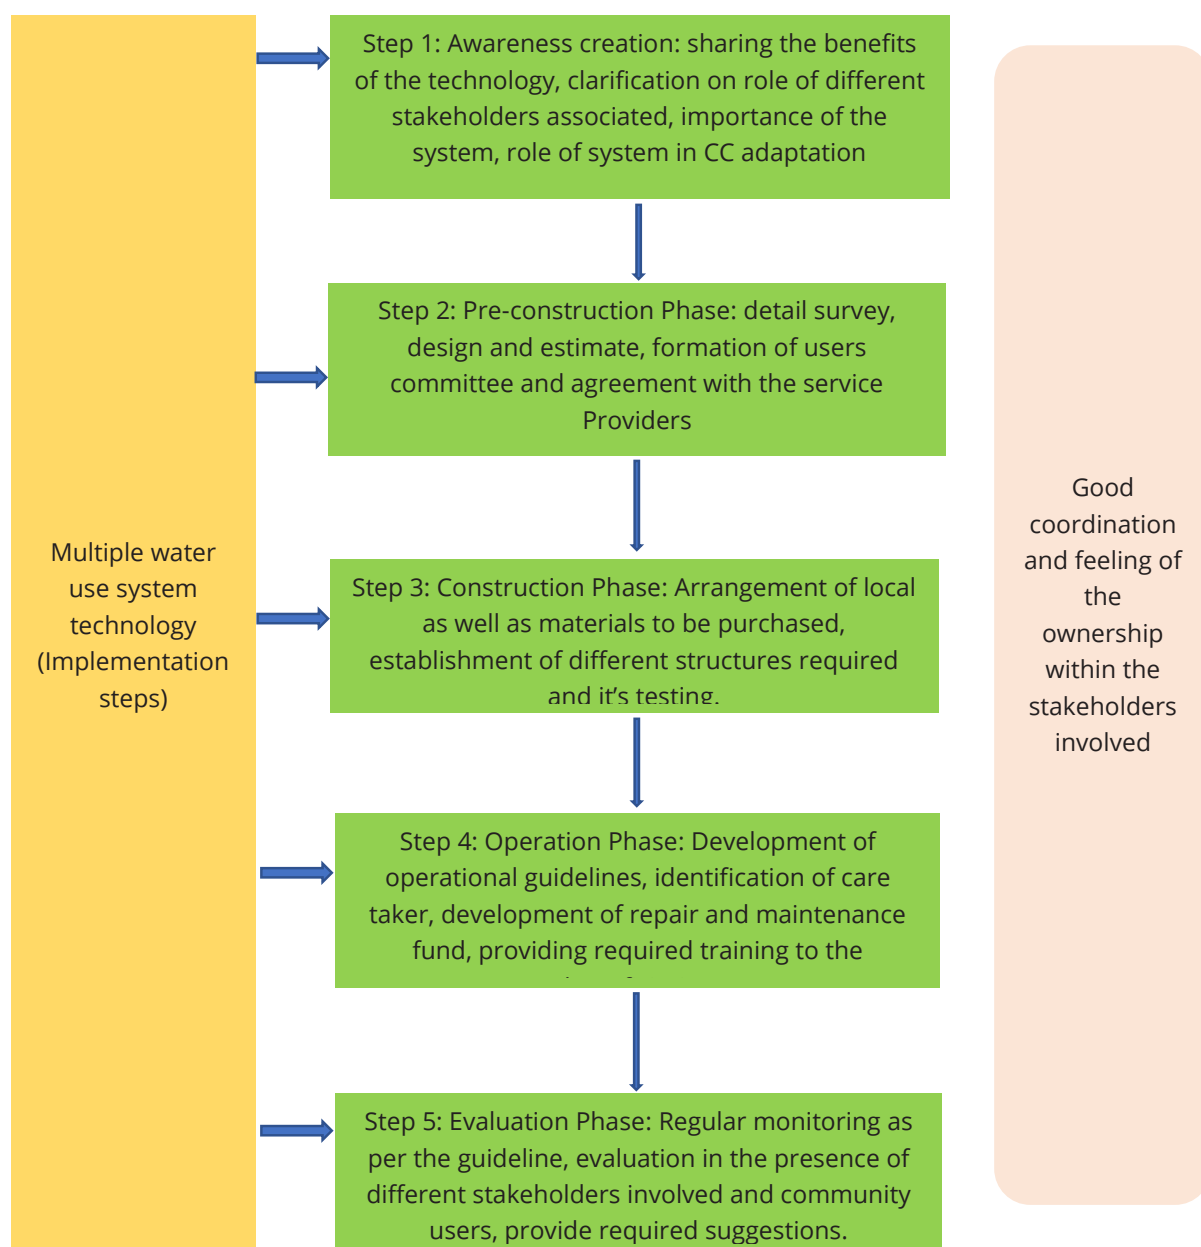 Multiple water
use system
technology
(Implementation
steps)
Step 1: Awareness creation: sharing the benefits
of the technology, clarification on role of different
stakeholders associated, importance of the
system, role of system in CC adaptation
Step 2: Pre-construction Phase: detail survey,
design and estimate, formation of users
committee and agreement with the service
Providers
Step 3: Construction Phase: Arrangement of local
as well as materials to be purchased,
establishment of different structures required
and it’s testing.
Step 4: Operation Phase: Development of
operational guidelines, identification of care
taker, development of repair and maintenance
fund, providing required training to the
Step 5: Evaluation Phase: Regular monitoring as
per the guideline, evaluation in the presence of
different stakeholders involved and community
users, provide required suggestions.
Good
coordination
and feeling of
the
ownership
within the
stakeholders
involved